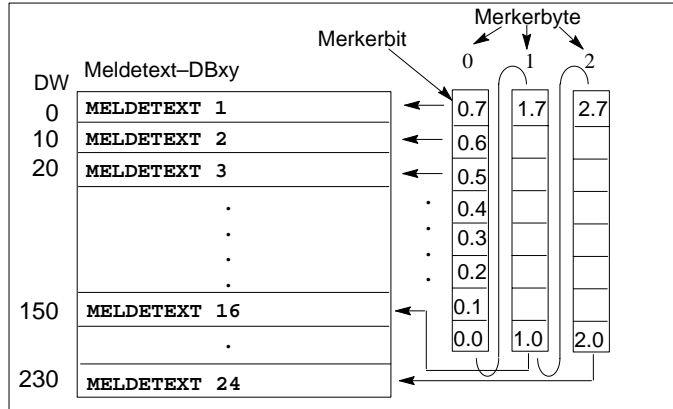 Merkerbyte
Merkerbit
0 1 2
DW Meldetext–DBxy
0 MELDETEXT 1 0.7 1.7 2.7
10 MELDETEXT 2 0.6
20 MELDETEXT 3 0.5
0.4
0.3
0.2
150 MELDETEXT 16 0.1
0.0 1.0 2.0
230 MELDETEXT 24